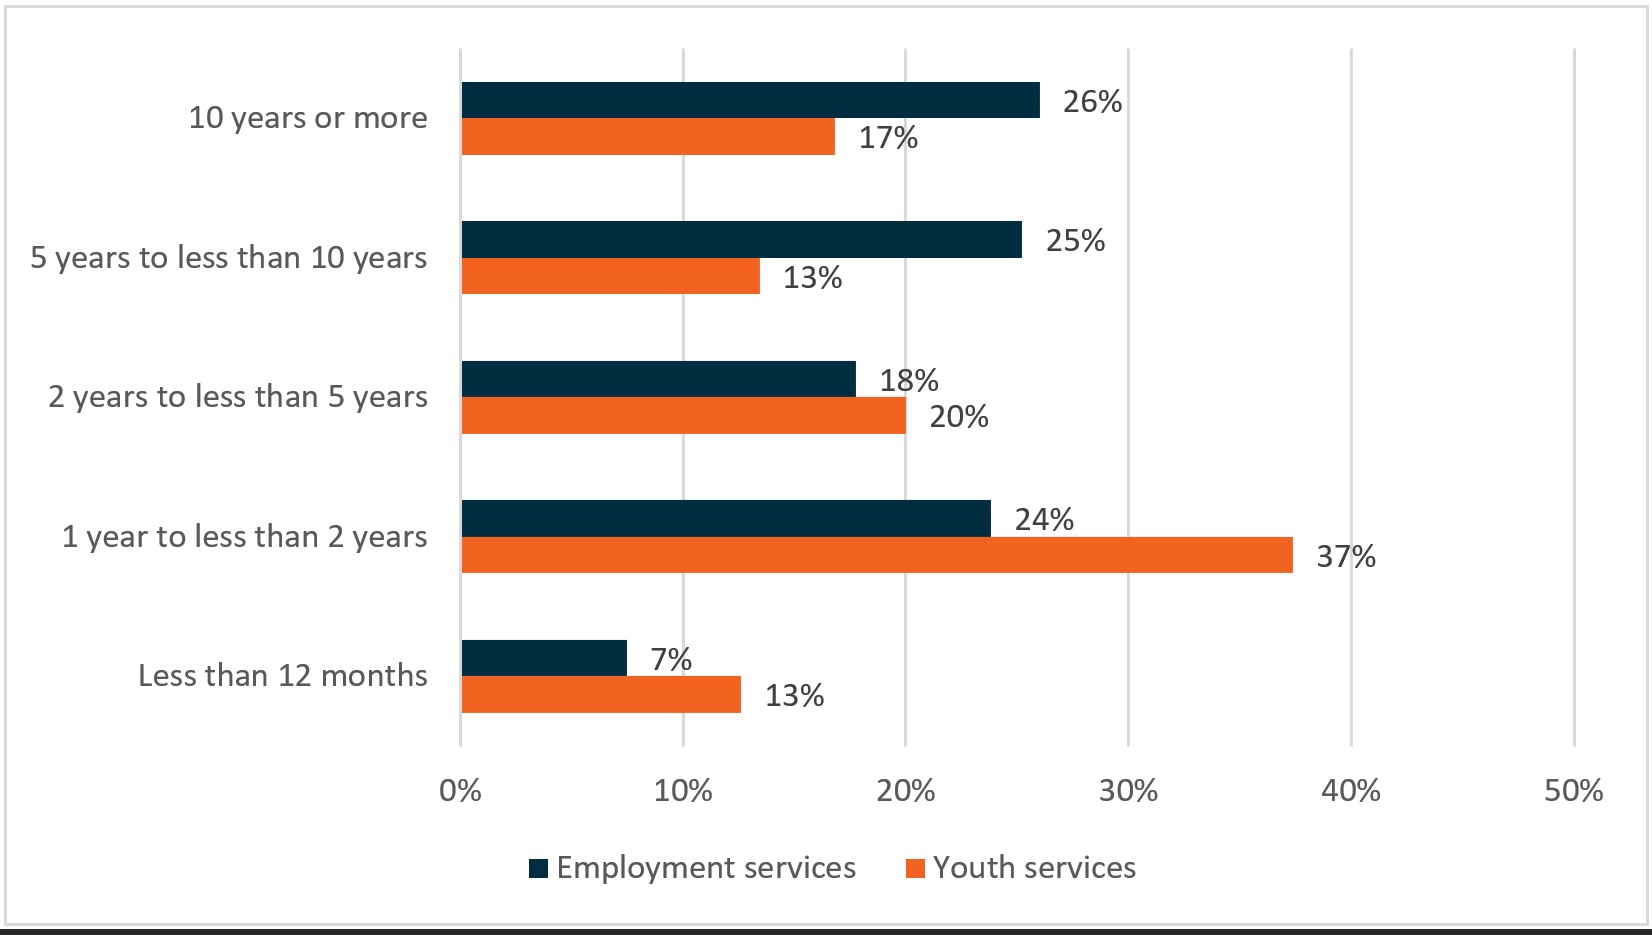 10 years or more
26%
17%
5 years to less than 10 years
25%
13%
2 years to less than 5 years
18%
20%
1 year to less than 2 years
24%
37%
Less than 12 months
7%
13%
0% 10% 20% 30% 40% 50%
Employment services Youth services